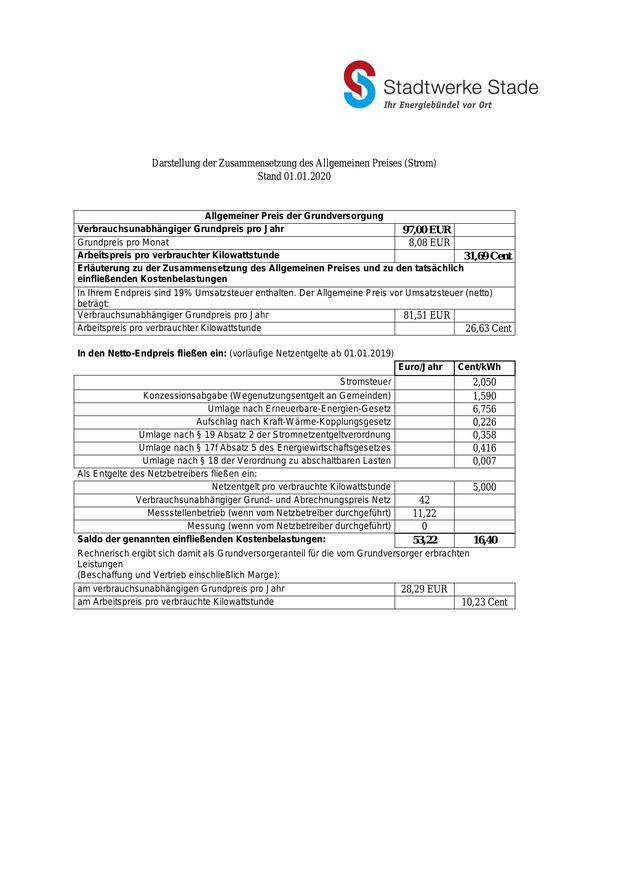 Stadtwerke Stade
Ihr Energiebündel vor Ort
Darstellung der Zusammensetzung des Allgemeinen Preises (Strom)
Stand 01.01.2020
Allgemeiner Preis der Grundversorgung
Verbrauchsunabhängiger Grundpreis pro Jahr 97,00 EUR
Grundpreis pro Monat 8,08 EUR
Arbeitspreis pro verbrauchter Kilowattstunde 31,69 Cent
Erläuterung zu der Zusammensetzung des Allgemeinen Preises und zu den tatsächlich
einfließenden Kostenbelastungen
In Ihrem Endpreis sind 19% Umsatzsteuer enthalten. Der Allgemeine Preis vor Umsatzsteuer (netto)
beträgt:
Verbrauchsunabhängiger Grundpreis pro Jahr 81,51 EUR
Arbeitspreis pro verbrauchter Kilowattstunde 26,63 Cent
In den Netto-Endpreis fließen ein: (vorläufige Netzentgelte ab 01.01.2019)
Euro/Jahr Cent/kWh
Stromsteuer 2,050
Konzessionsabgabe (Wegenutzungsentgelt an Gemeinden) 1,590
Umlage nach Erneuerbare-Energien-Gesetz 6,756
Aufschlag nach Kraft-Wärme-Kopplungsgesetz 0,226
Umlage nach § 19 Absatz 2 der Stromnetzentgeltverordnung 0,358
Umlage nach § 17f Absatz 5 des Energiewirtschaftsgesetzes 0,416
Umlage nach § 18 der Verordnung zu abschaltbaren Lasten 0,007
Als Entgelte des Netzbetreibers fließen ein:
Netzentgelt pro verbrauchte Kilowattstunde 5,000
Verbrauchsunabhängiger Grund- und Abrechnungspreis Netz 42
Messstellenbetrieb (wenn vom Netzbetreiber durchgeführt) 11,22
Messung (wenn vom Netzbetreiber durchgeführt) 0
Saldo der genannten einfließenden Kostenbelastungen: 53,22 16,40
Rechnerisch ergibt sich damit als Grundversorgeranteil für die vom Grundversorger erbrachten
Leistungen
(Beschaffung und Vertrieb einschließlich Marge):
am verbrauchsunabhängigen Grundpreis pro Jahr 28,29 EUR
am Arbeitspreis pro verbrauchte Kilowattstunde 10,23 Cent